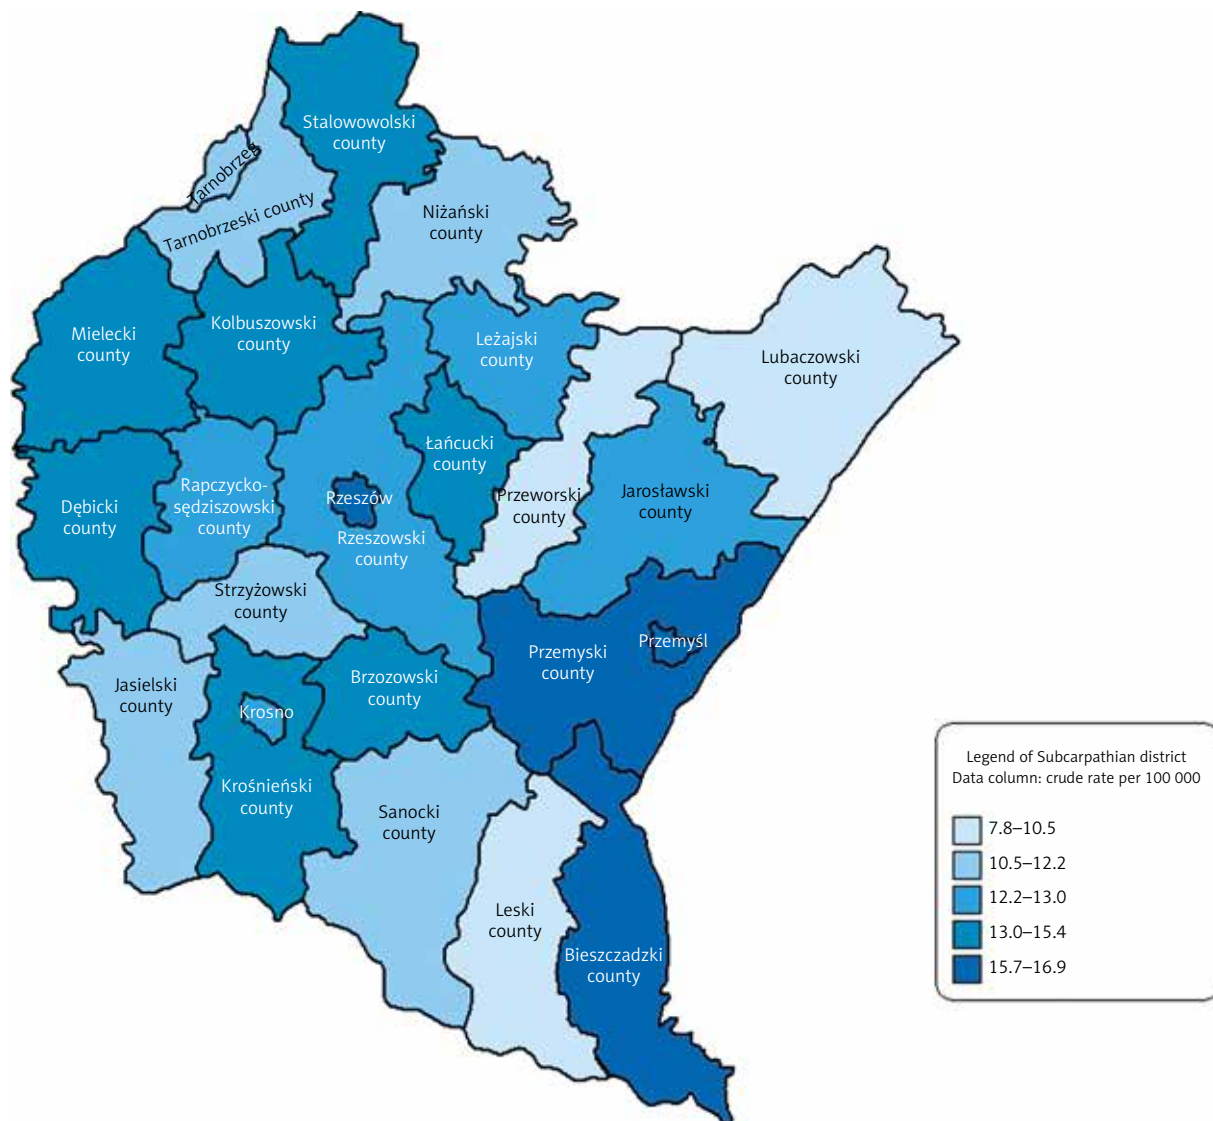 Stalowowolski
county
Tarnobrzeg
Tarnobrzeski county
Niżański
county
Mielecki
county
Kolbuszowski
county
Leżajski
county
Lubaczowski
county
Łańcucki
county
Dębicki
county
Rapczycko-
sędziszowski
county
Rzeszów
Rzeszowski
county
Przeworski
county
Jarosławski
county
Strzyżowski
county
Przemyśl
Przemyski
county
Jasielski
county
Krosno
Brzozowski
county
Krośnieński
county
Sanocki
county
Leski
county
Bieszczadzki
county
Legend of Subcarpathian district
Data column: crude rate per 100 000
7.8–10.5
10.5–12.2
12.2–13.0
13.0–15.4
15.7–16.9